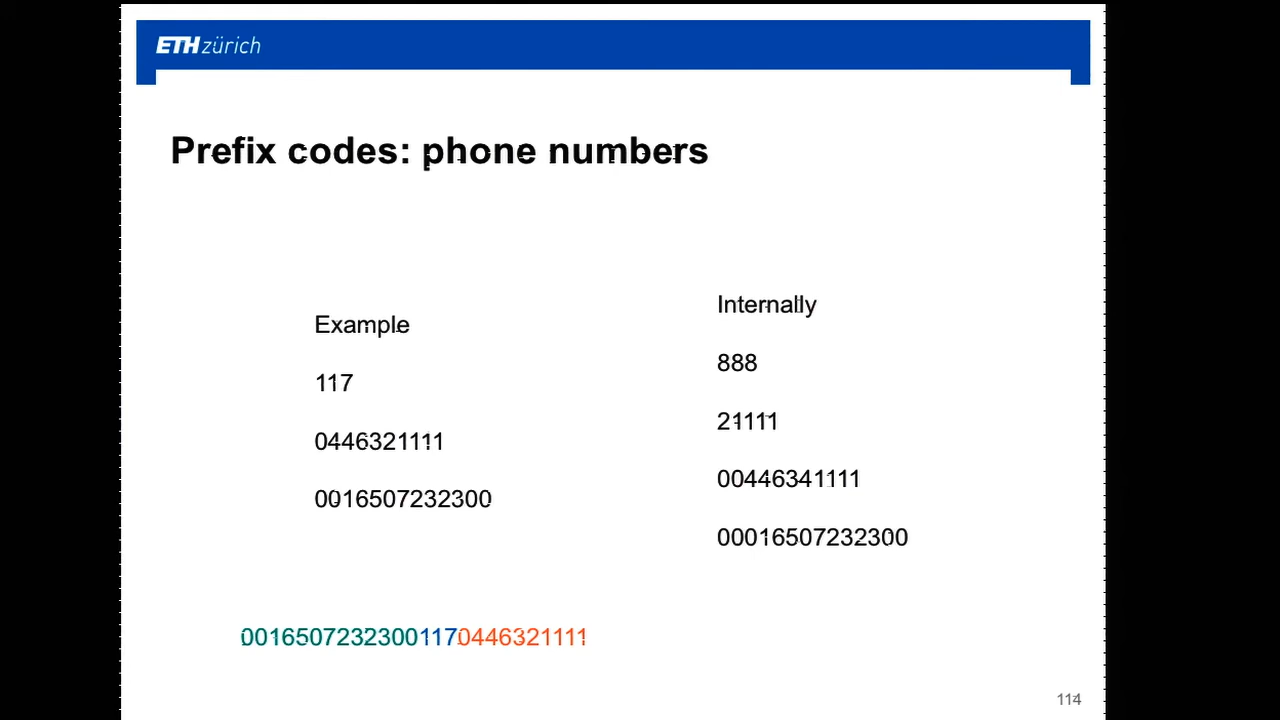 ETH zürich
Prefix codes: phone numbers
Example
117
0446321111
0016507232300
Internally
888
21111
00446341111
00016507232300
00165072323001170446321111
114